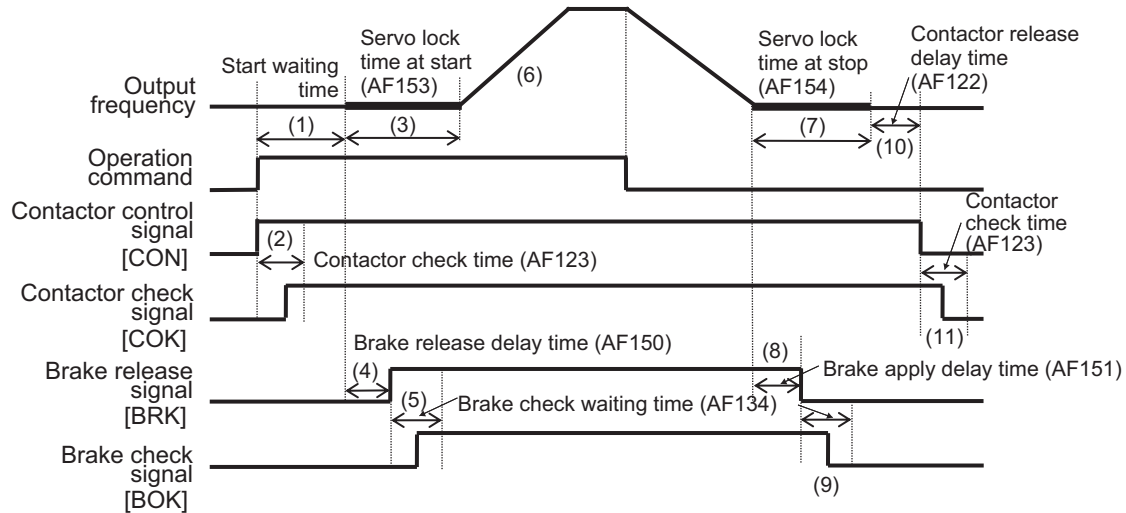 Output
frequency
Start waiting
time
Servo lock
time at start
(AF153)
(6)
Servo lock
time at stop
(AF154)
Contactor release
delay time
(AF122)
(1)
(3)
(7)
(10)
Operation
command
Contactor control
signal
[CON]
(2)
Contactor check time (AF123)
Contactor
check time
(AF123)
Contactor check
signal
[COK]
(11)
Brake release delay time (AF150)
Brake release
signal
[BRK]
(4)
(8)
Brake apply delay time (AF151)
(5)
Brake check waiting time (AF134)
Brake check
signal
[BOK]
(9)